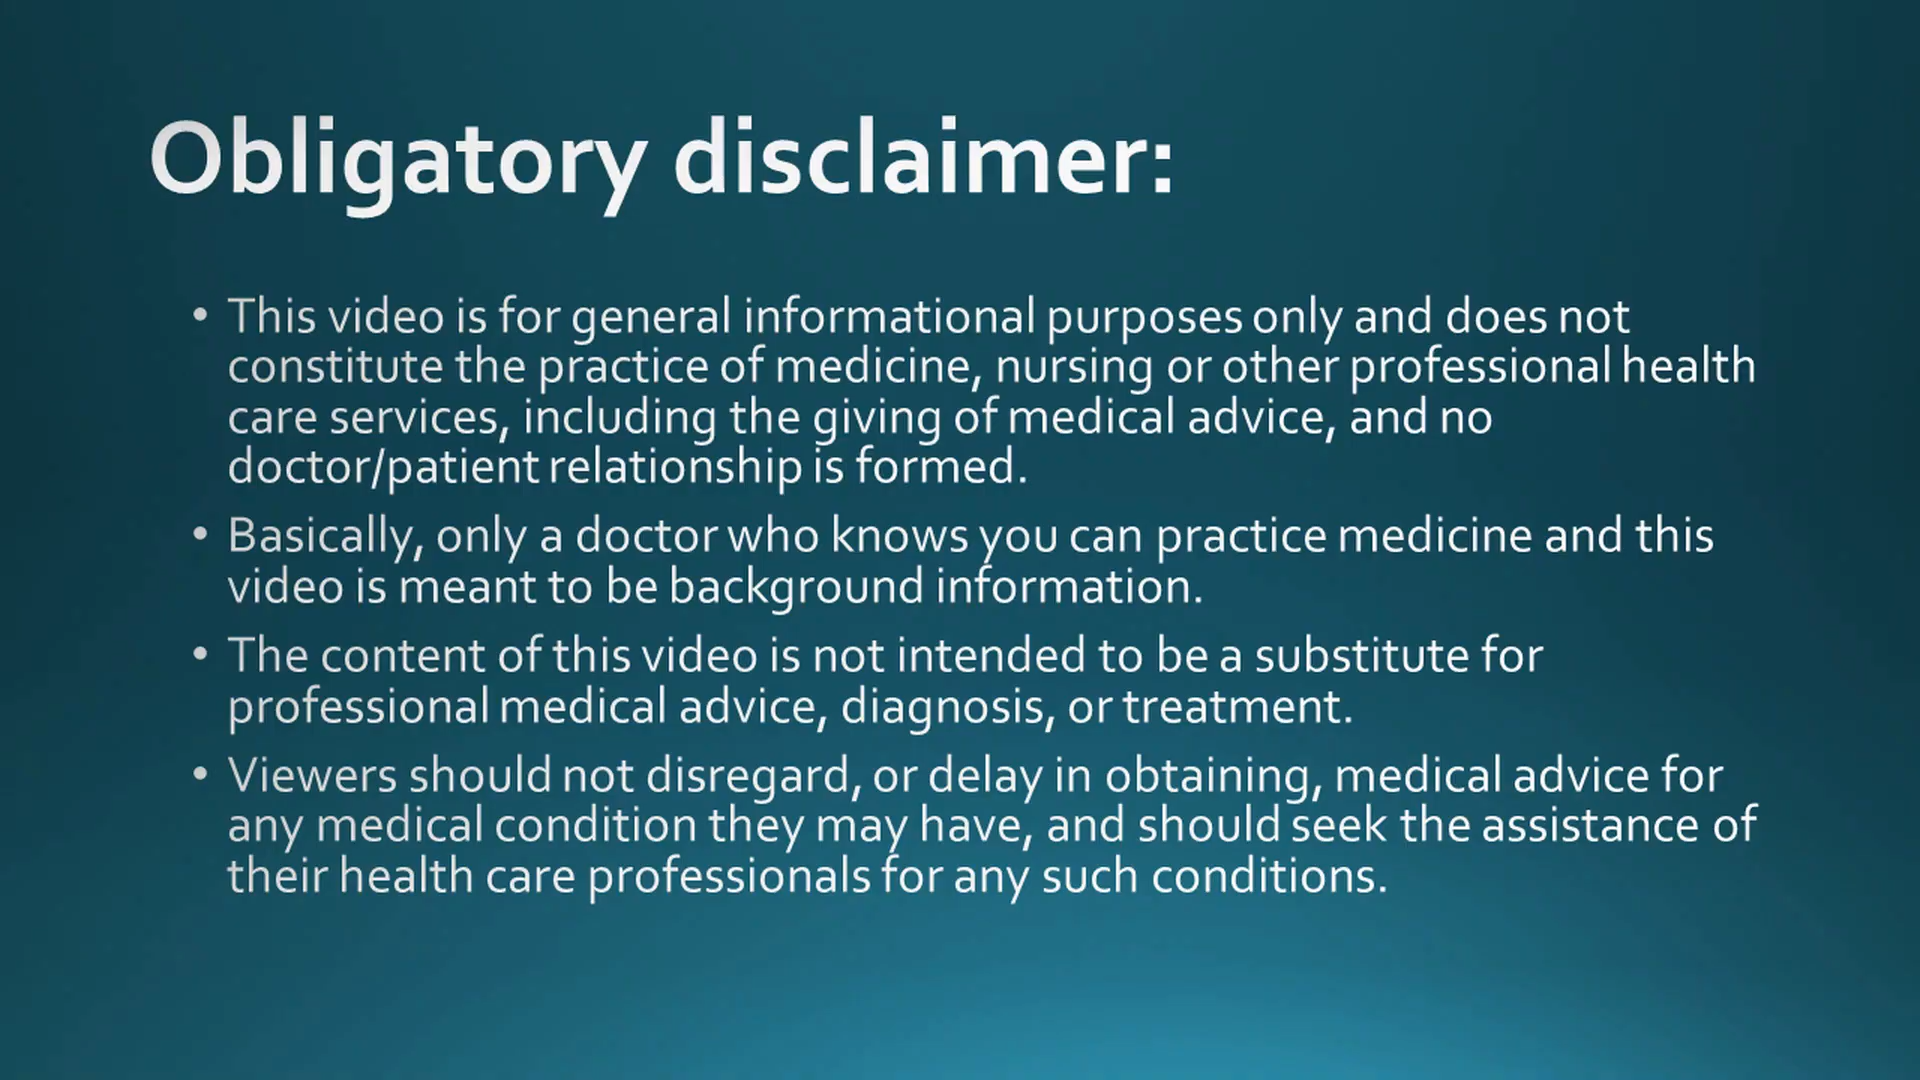 Obligatory disclaimer:
• This video is for general informational purposes only and does not
constitute the practice of medicine, nursing or other professional health
care services, including the giving of medical advice, and no
doctor/patient relationship is formed.
• Basically, only a doctor who knows you can practice medicine and this
video is meant to be background information.
• The content of this video is not intended to be a substitute for
professional medical advice, diagnosis, or treatment.
• Viewers should not disregard, or delay in obtaining, medical advice for
any medical condition they may have, and should seek the assistance of
their health care professionals for any such conditions.